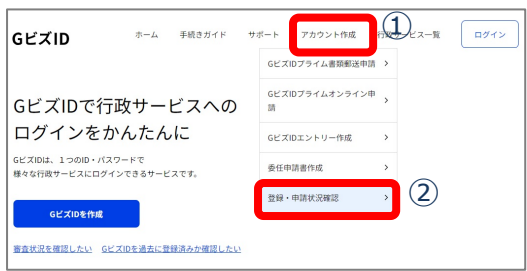 ①
GビズID ホーム 手続きガイド サポート アカウント作成 行政サービス一覧 ログイン
GビズIDプライム書類郵送申請 >
GビズIDプライムオンライン申
請 >
GビズIDエントリー作成 >
委任申請書作成 >
登録・申請状況確認 >
②
GビズIDで行政サービスへの
ログインをかんたんに
GビズIDは、１つのID・パスワードで
様々な行政サービスにログインできるサービスです。
GビズIDを作成
審査状況を確認したい GビズIDを過去に登録済みか確認したい